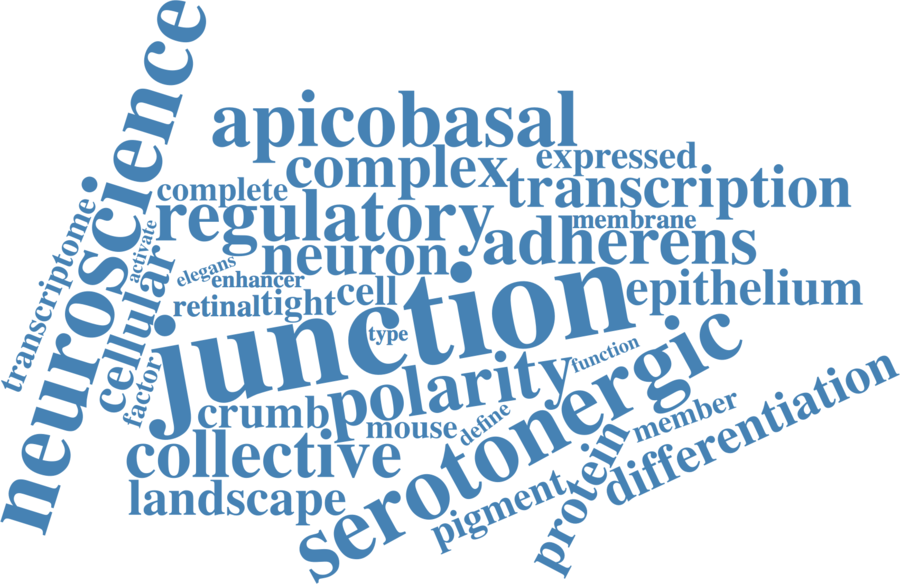 neuroscience
apicobasal
complex
expressed
complete
transcription
regulatory
membrane
transcriptome
activate
neuron
adherens
elegans
enhancer
cellular
retinal
tight
cell
epithelium
junction
type
factor
function
polarity
crumb
mouse
define
serotonergic
member
collective
differentiation
landscape
pigment
protein